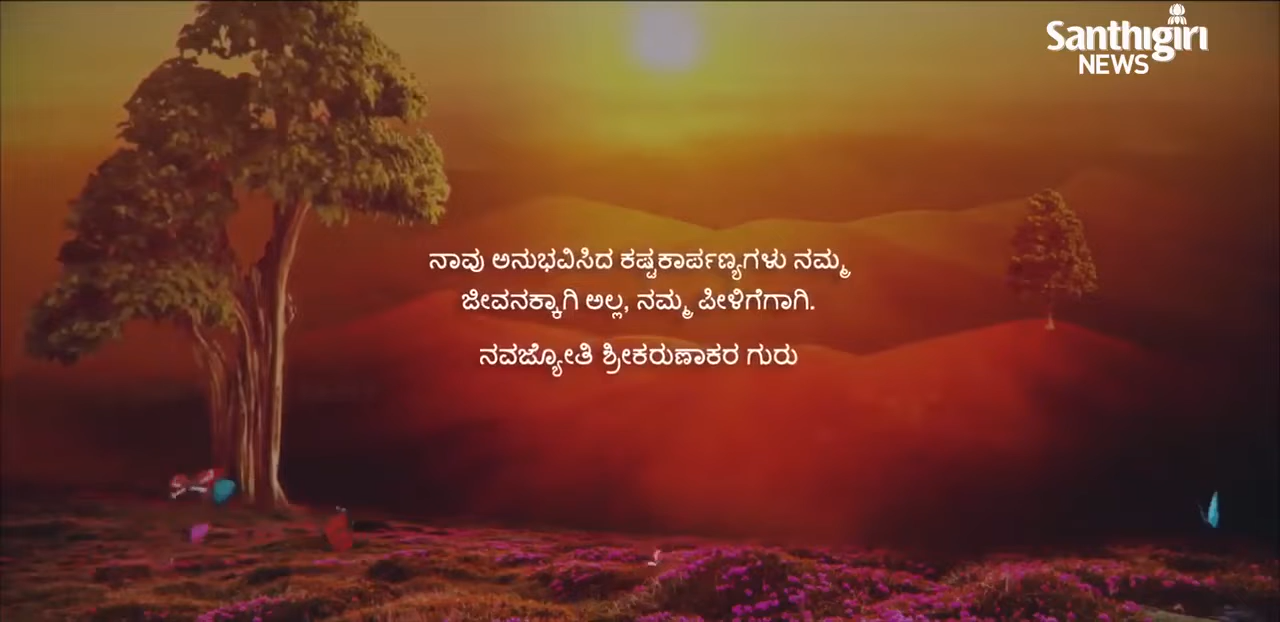 Santhigiri
NEWS
ನಾವು ಅನುಭವಿಸಿದ ಕಷ್ಟಕಾರ್ಪಣ್ಯಗಳು ನಮ್ಮ
ಜೀವನಕ್ಕಾಗಿ ಅಲ್ಲ, ನಮ್ಮ ಪೀಳಿಗೆಗಾಗಿ.
ನವಜ್ಯೋತಿ ಶ್ರೀಕರುಣಾಕರ ಗುರು